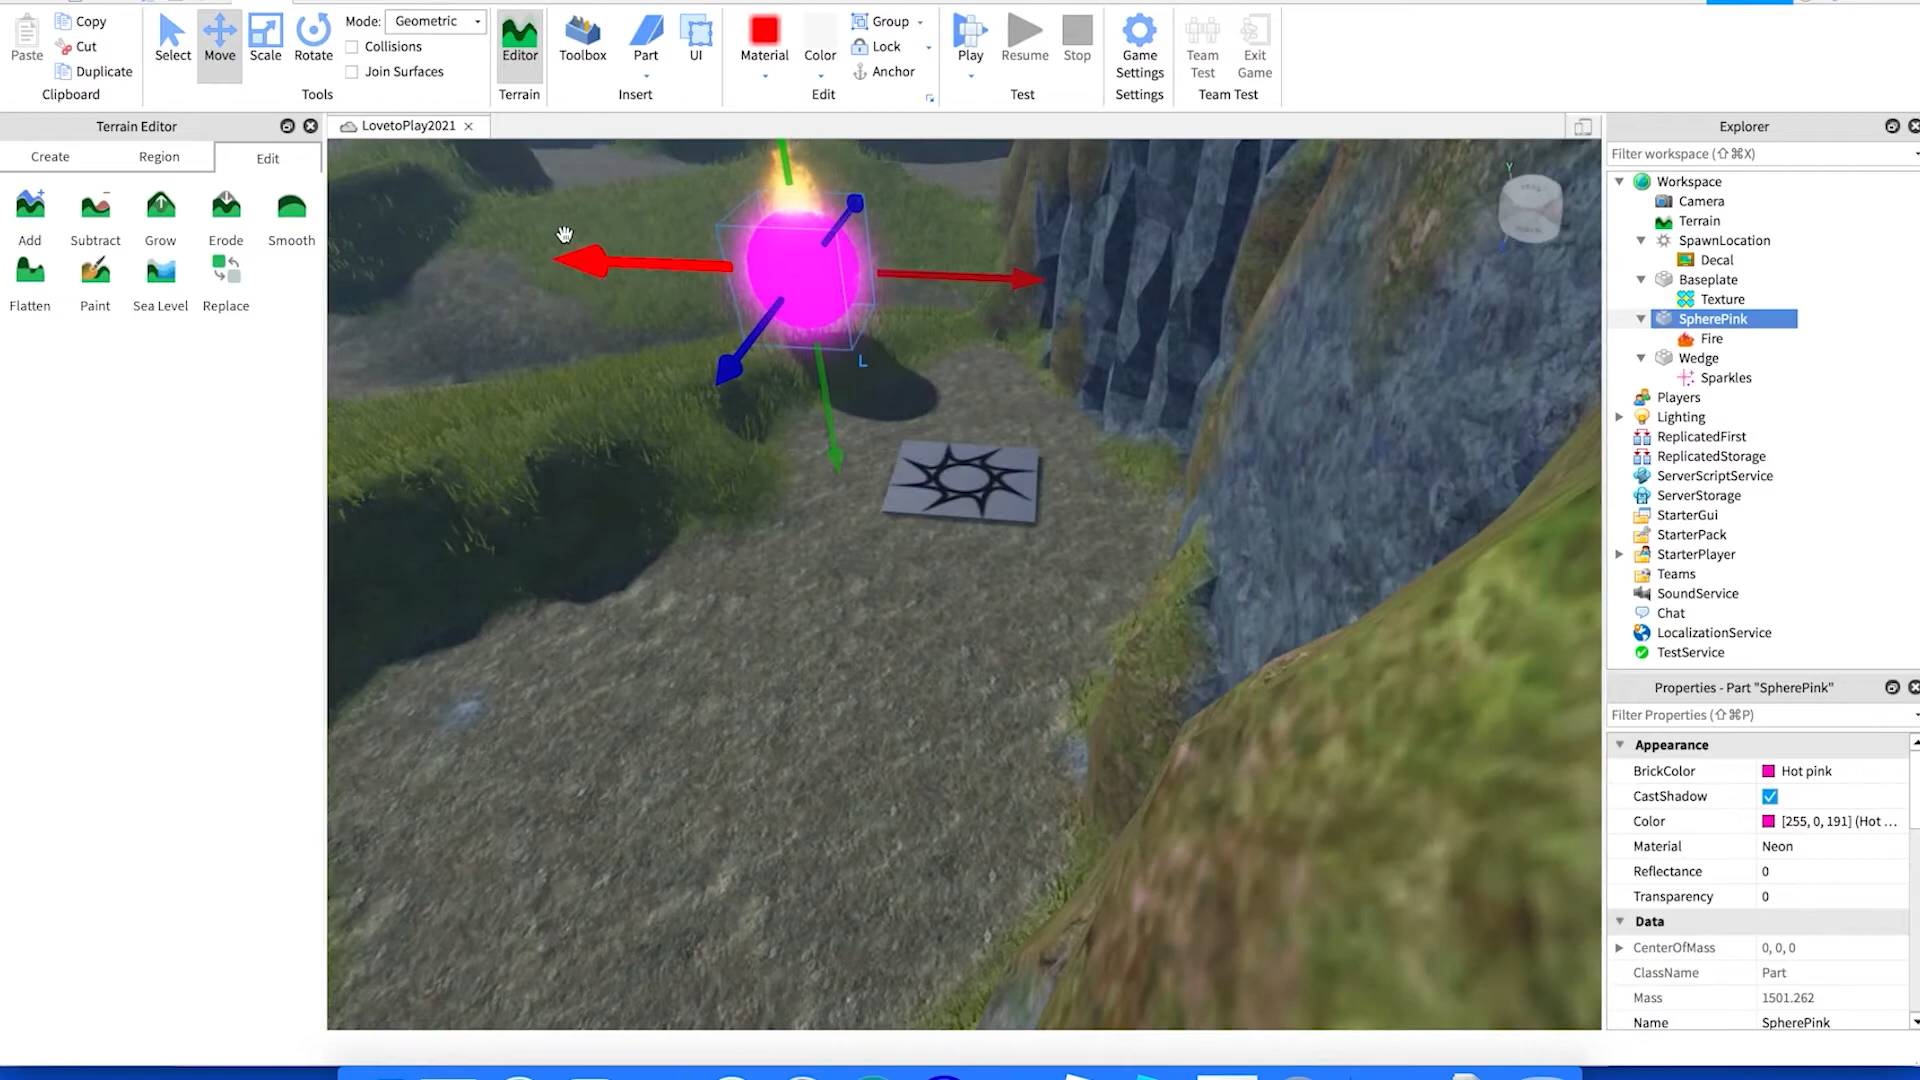 Paste
Copy
Cut
Duplicate
Clipboard
Select
Move
Scale
Rotate
Mode: Geometric
Collisions
Join Surfaces
Tools
Editor
Terrain
Toolbox
Part
UI
Insert
Material
Color
Group
Lock
Anchor
Edit
Play
Resume
Stop
Test
Game Settings
Settings
Team Test
Exit Game
Team Test
Terrain Editor
Create Region Edit
Add Subtract Grow Erode Smooth
Flatten Paint Sea Level Replace
LovetoPlay2021
Y
L
Explorer
Filter workspace (⇧⌘X)
Workspace
Camera
Terrain
SpawnLocation
Decal
Baseplate
Texture
SpherePink
Fire
Wedge
Sparkles
Players
Lighting
ReplicatedFirst
ReplicatedStorage
ServerScriptService
ServerStorage
StarterGui
StarterPack
StarterPlayer
Teams
SoundService
Chat
LocalizationService
TestService
Properties - Part "SpherePink"
Filter Properties (⇧⌘P)
Appearance
BrickColor Hot pink
CastShadow
Color [255, 0, 191] (Hot ...
Material Neon
Reflectance 0
Transparency 0
Data
CenterOfMass 0, 0, 0
ClassName Part
Mass 1501.262
Name SpherePink